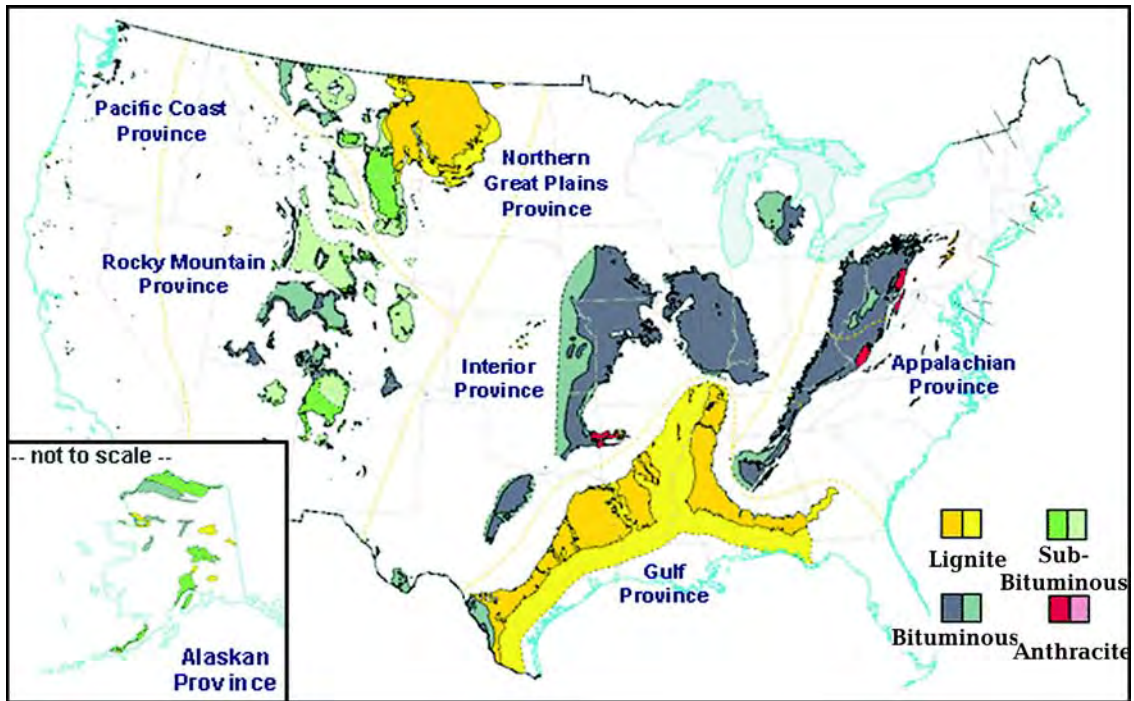 Pacific Coast
Province
Northern
Great Plains
Province
Rocky Mountain
Province
Interior
Province
Appalachian
Province
-- not to scale --
Gulf
Province
Alaskan
Province
Lignite
Sub-
Bituminous
Bituminous
Anthracite